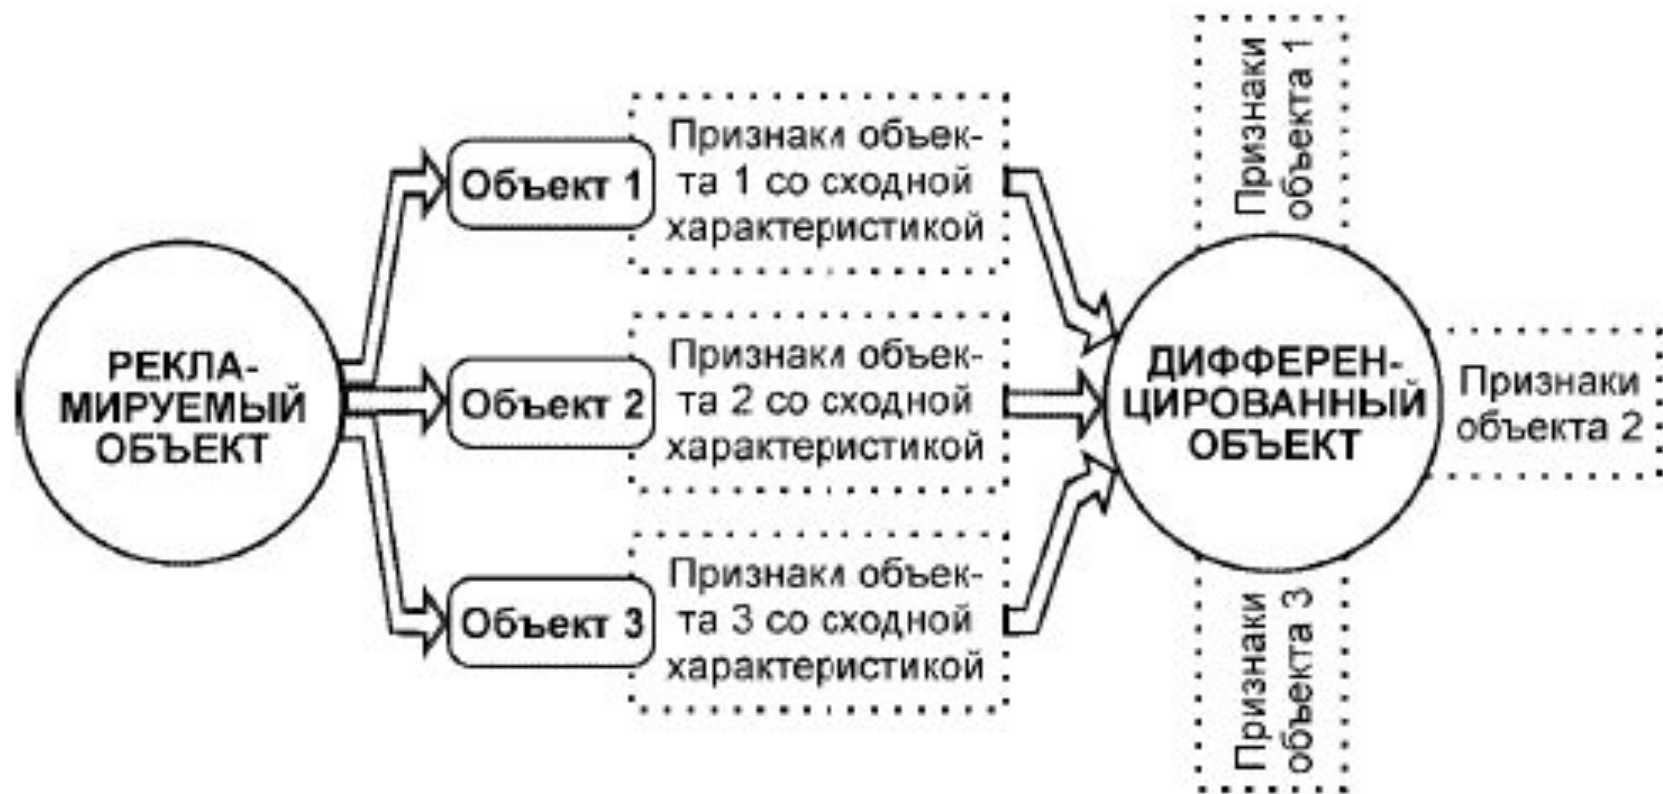 РЕКЛА-
МИРУЕМЫЙ
ОБЪЕКТ
Объект 1
Признаки объек-
та 1 со сходной
характеристикой
Объект 2
Признаки объек-
та 2 со сходной
характеристикой
Объект 3
Признаки объек-
та 3 со сходной
характеристикой
Признаки
объекта 1
ДИФФЕРЕН-
ЦИРОВАННЫЙ
ОБЪЕКТ
Признаки
объекта 2
Признаки
объекта 3